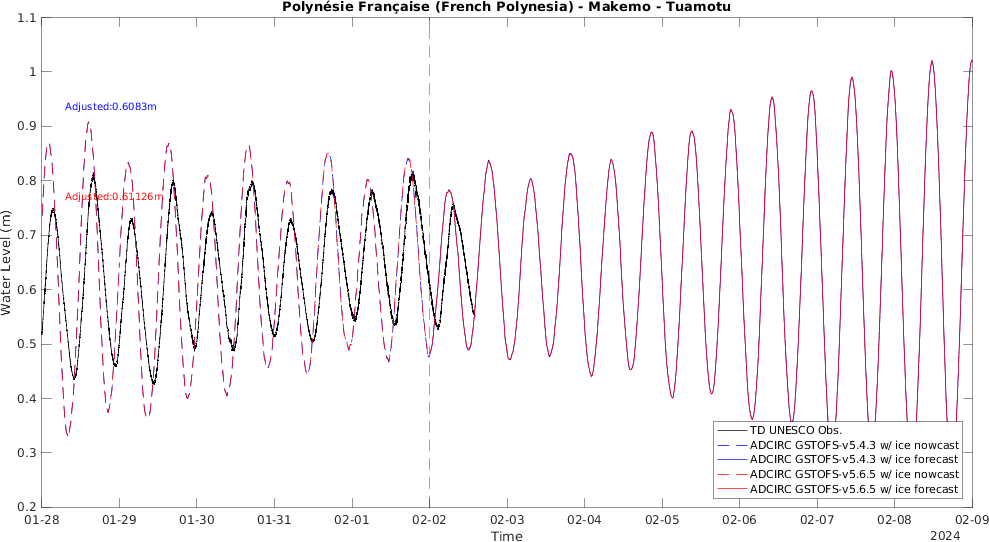 Polynésie Française (French Polynesia) - Makemo - Tuamotu
1.1
1
0.9
0.8
0.7
0.6
0.5
0.4
0.3
0.2
Water Level (m)
Adjusted:0.6083m
Adjusted:0.61126m
TD UNESCO Obs.
ADCIRC GSTOFS-v5.4.3 w/ ice nowcast
ADCIRC GSTOFS-v5.4.3 w/ ice forecast
ADCIRC GSTOFS-v5.6.5 w/ ice nowcast
ADCIRC GSTOFS-v5.6.5 w/ ice forecast
01-28 01-29 01-30 01-31 02-01 02-02 02-03 02-04 02-05 02-06 02-07 02-08 02-09
Time
2024